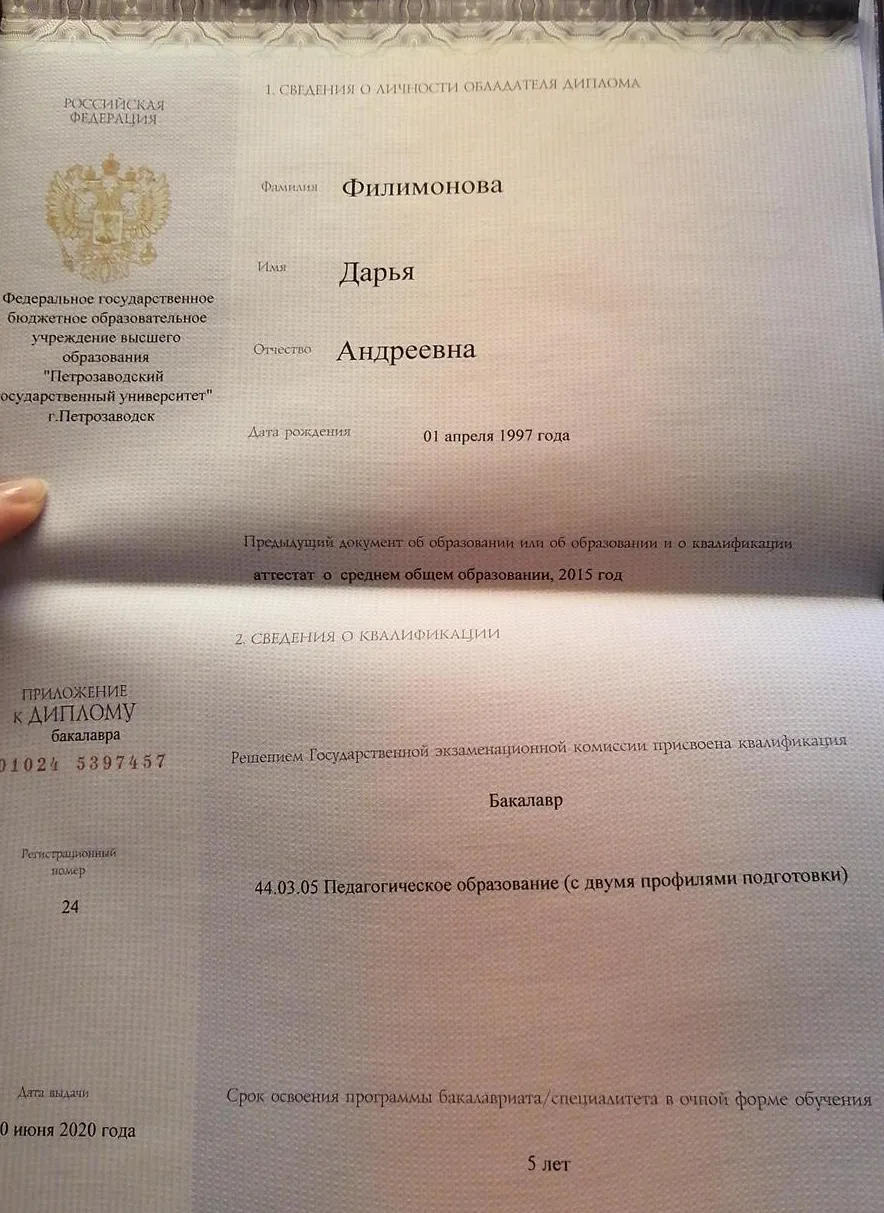 1. СВЕДЕНИЯ О ЛИЧНОСТИ ОБЛАДАТЕЛЯ ДИПЛОМА
РОССИЙСКАЯ
ФЕДЕРАЦИЯ
Фамилия Филимонова
Имя Дарья
Федеральное государственное
бюджетное образовательное
учреждение высшего
образования
"Петрозаводский
осударственный университет"
г.Петрозаводск
Отчество Андреевна
Дата рождения 01 апреля 1997 года
Предыдущий документ об образовании или об образовании и о квалификации
аттестат о среднем общем образовании, 2015 год
2. СВЕДЕНИЯ О КВАЛИФИКАЦИИ
ПРИЛОЖЕНИЕ
к ДИПЛОМУ
бакалавра
01024 5397457
Решением Государственной экзаменационной комиссии присвоена квалификация
Бакалавр
Регистрационный
номер
24
44.03.05 Педагогическое образование (с двумя профилями подготовки)
Дата выдачи
0 июня 2020 года
Срок освоения программы бакалавриата/специалитета в очной форме обучения
5 лет